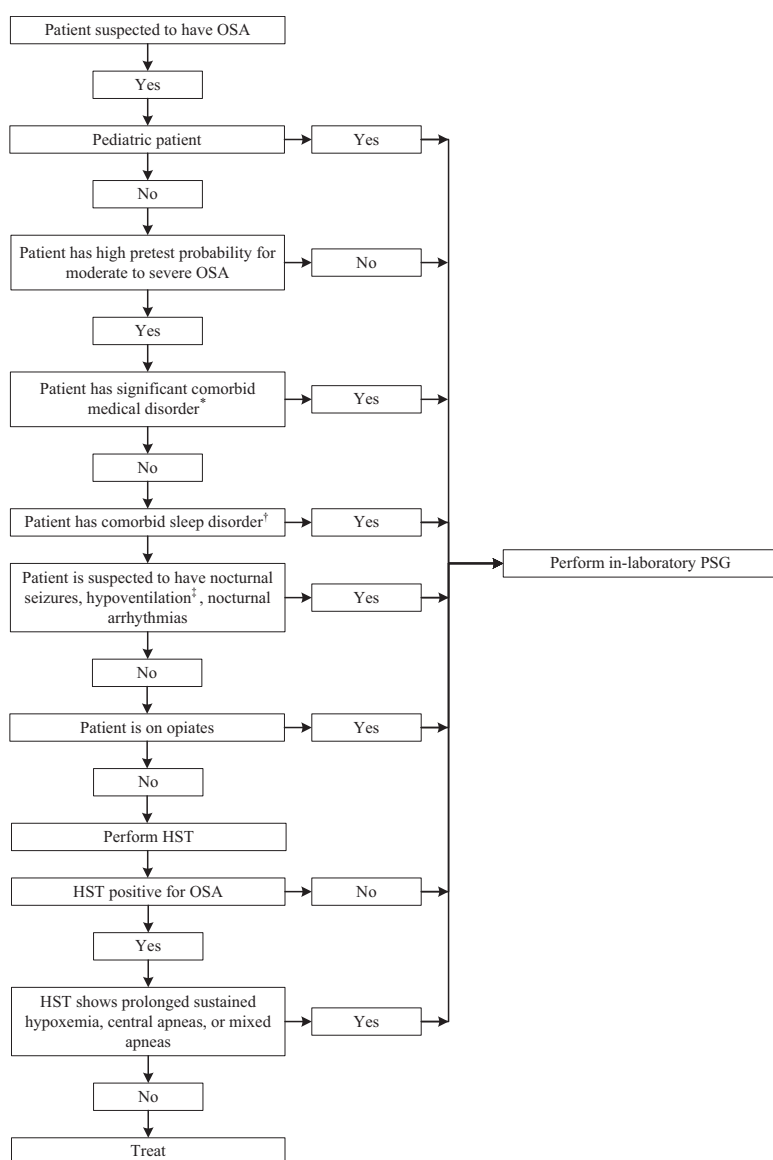 Patient suspected to have OSA
Yes
Pediatric patient
Yes
No
Patient has high pretest probability for
moderate to severe OSA
No
Yes
Patient has significant comorbid
medical disorder*
Yes
No
Patient has comorbid sleep disorder†
Yes
Perform in-laboratory PSG
Patient is suspected to have nocturnal
seizures, hypoventilation‡, nocturnal
arrhythmias
Yes
No
Patient is on opiates
Yes
No
Perform HST
HST positive for OSA
No
Yes
HST shows prolonged sustained
hypoxemia, central apneas, or mixed
apneas
Yes
No
Treat